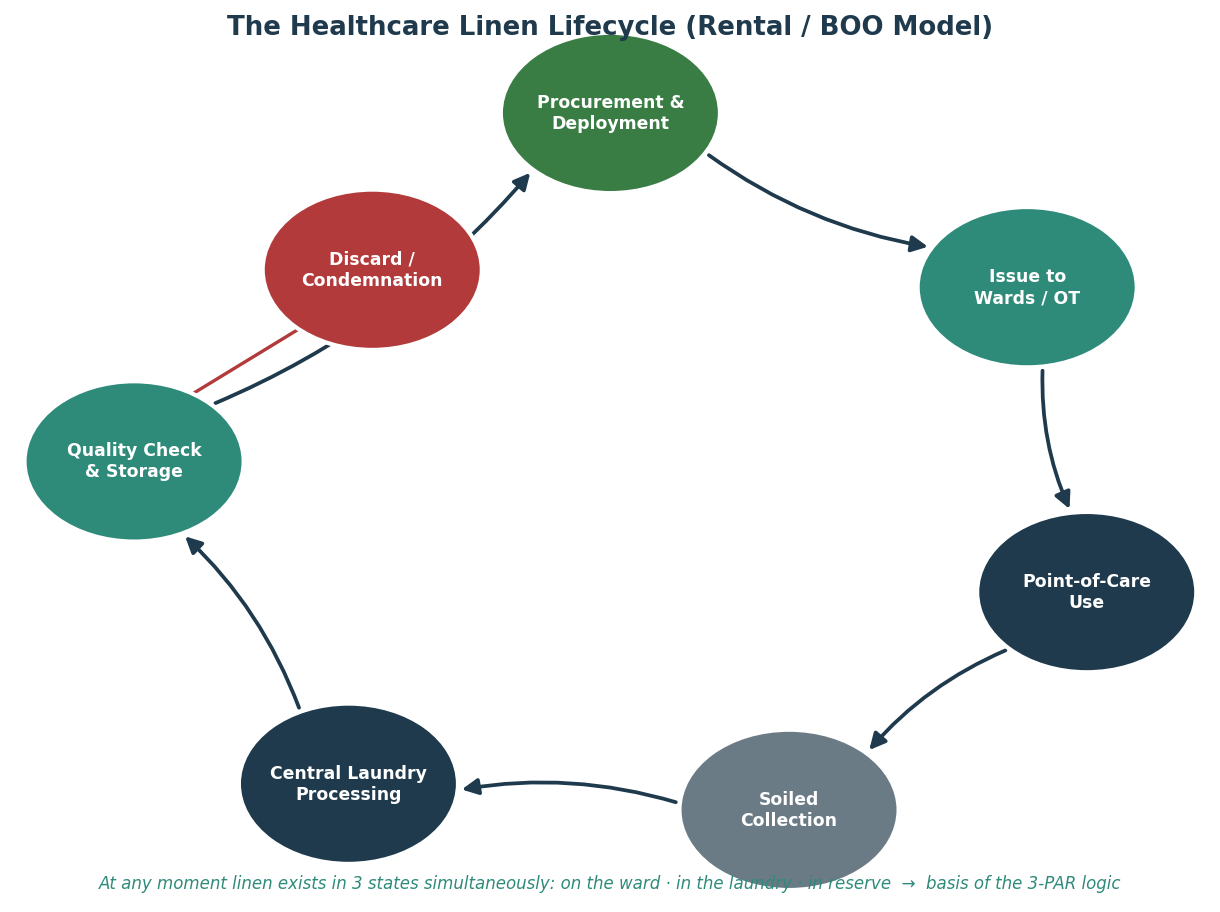 The Healthcare Linen Lifecycle (Rental / BOO Model)
Procurement &
Deployment
Discard /
Condemnation
Issue to
Wards / OT
Quality Check
& Storage
Point-of-Care
Use
Central Laundry
Processing
Soiled
Collection
At any moment linen exists in 3 states simultaneously: on the ward · in the laundry · in reserve → basis of the 3-PAR logic